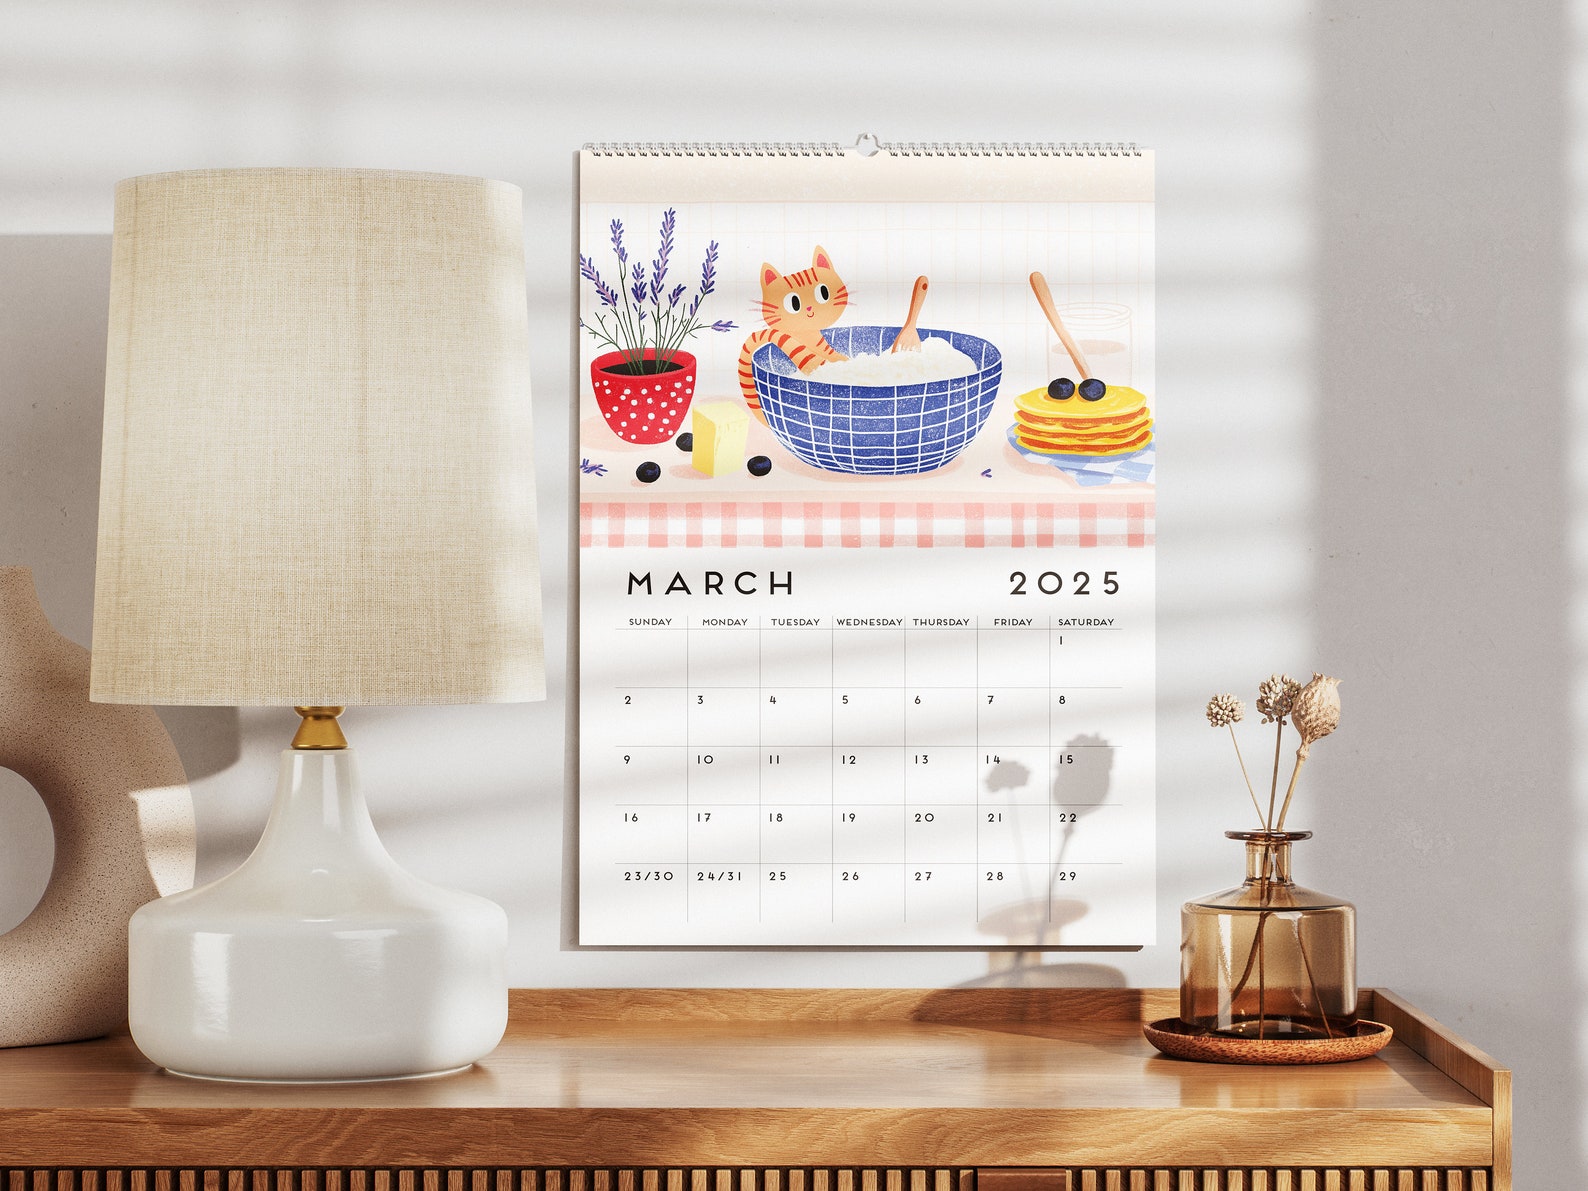 MARCH 2025
SUNDAY MONDAY TUESDAY WEDNESDAY THURSDAY FRIDAY SATURDAY
1
2 3 4 5 6 7 8
9 10 11 12 13 14 15
16 17 18 19 20 21 22
23/30 24/31 25 26 27 28 29